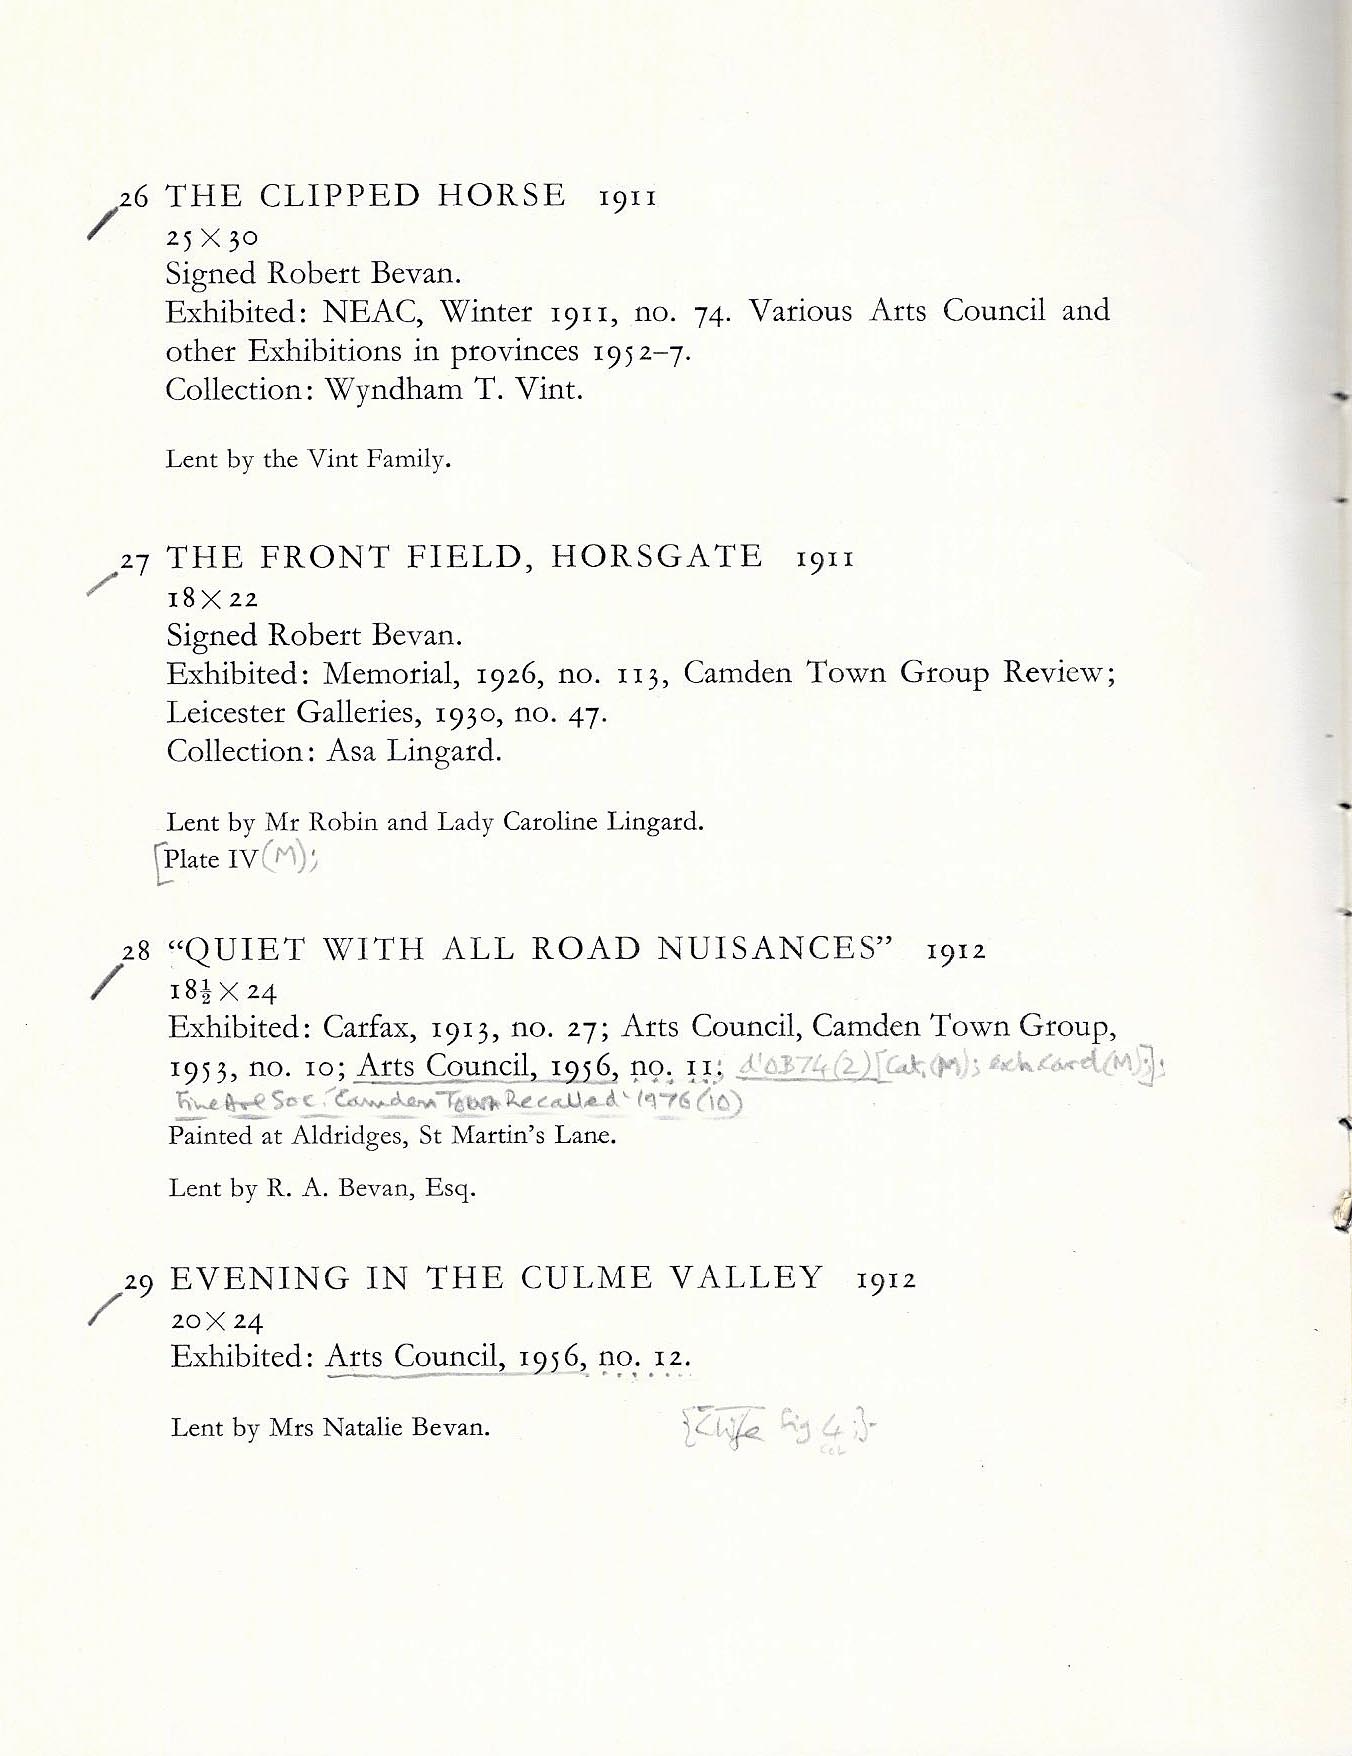 26 THE CLIPPED HORSE 1911
25 × 30
Signed Robert Bevan.
Exhibited: NEAC, Winter 1911, no. 74. Various Arts Council and
other Exhibitions in provinces 1952–7.
Collection: Wyndham T. Vint.
Lent by the Vint Family.
27 THE FRONT FIELD, HORSGATE 1911
18 × 22
Signed Robert Bevan.
Exhibited: Memorial, 1926, no. 113, Camden Town Group Review;
Leicester Galleries, 1930, no. 47.
Collection: Asa Lingard.
Lent by Mr Robin and Lady Caroline Lingard.
[Plate IV (M);
28 “QUIET WITH ALL ROAD NUISANCES” 1912
18½ × 24
Exhibited: Carfax, 1913, no. 27; Arts Council, Camden Town Group,
1953, no. 10; Arts Council, 1956, no. 11; d'OB74(2)[Cat.(M); exh card(M);];
Fine Art Soc. 'Camden Town Recalled' 1976 (10)
Painted at Aldridges, St Martin's Lane.
Lent by R. A. Bevan, Esq.
29 EVENING IN THE CULME VALLEY 1912
20 × 24
Exhibited: Arts Council, 1956, no. 12.
Lent by Mrs Natalie Bevan. fig 4